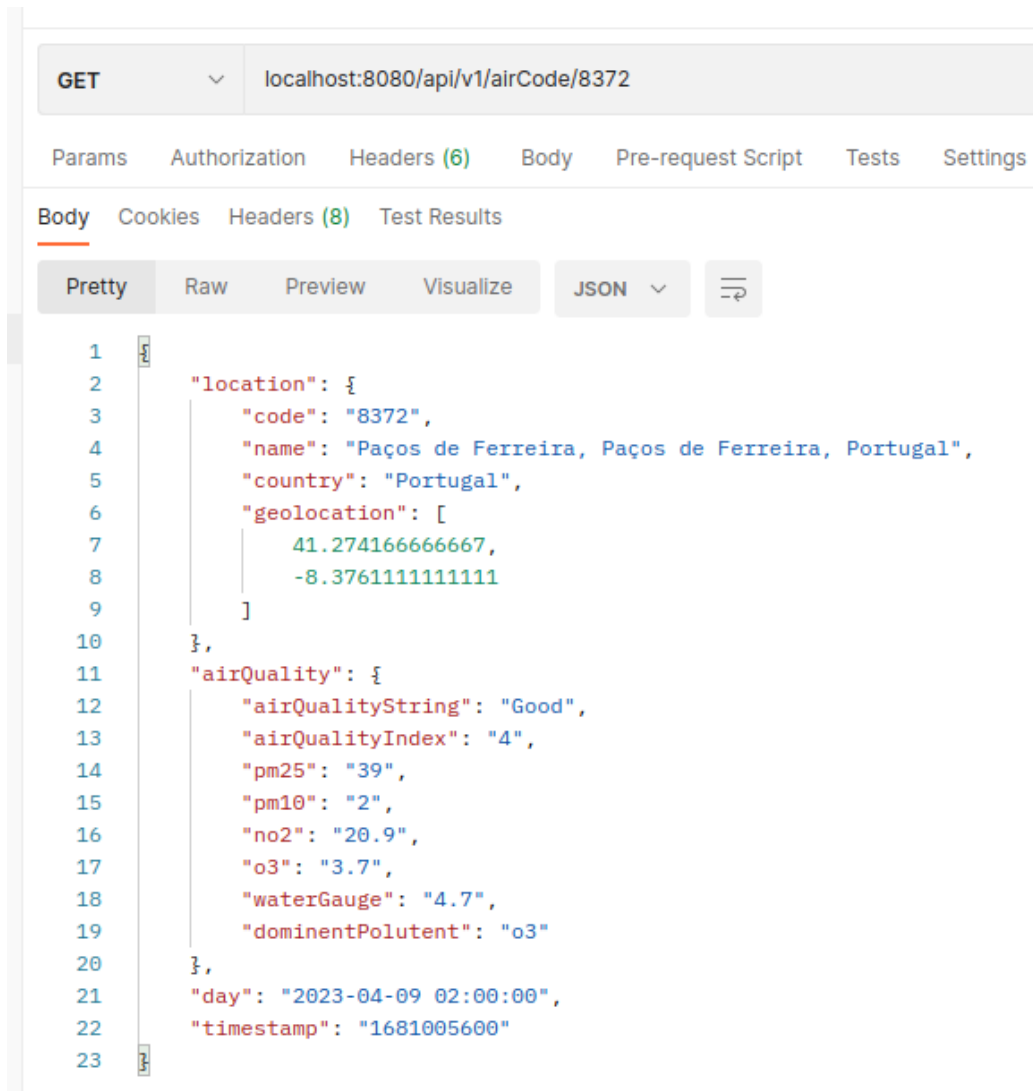 GET localhost:8080/api/v1/airCode/8372
Params Authorization Headers (6) Body Pre-request Script Tests Settings
Body Cookies Headers (8) Test Results
Pretty Raw Preview Visualize JSON
1 {
2 "location": {
3 "code": "8372",
4 "name": "Paços de Ferreira, Paços de Ferreira, Portugal",
5 "country": "Portugal",
6 "geolocation": [
7 41.274166666667,
8 -8.3761111111111
9 ]
10 },
11 "airQuality": {
12 "airQualityString": "Good",
13 "airQualityIndex": "4",
14 "pm25": "39",
15 "pm10": "2",
16 "no2": "20.9",
17 "o3": "3.7",
18 "waterGauge": "4.7",
19 "dominentPolutent": "o3"
20 },
21 "day": "2023-04-09 02:00:00",
22 "timestamp": "1681005600"
23 }